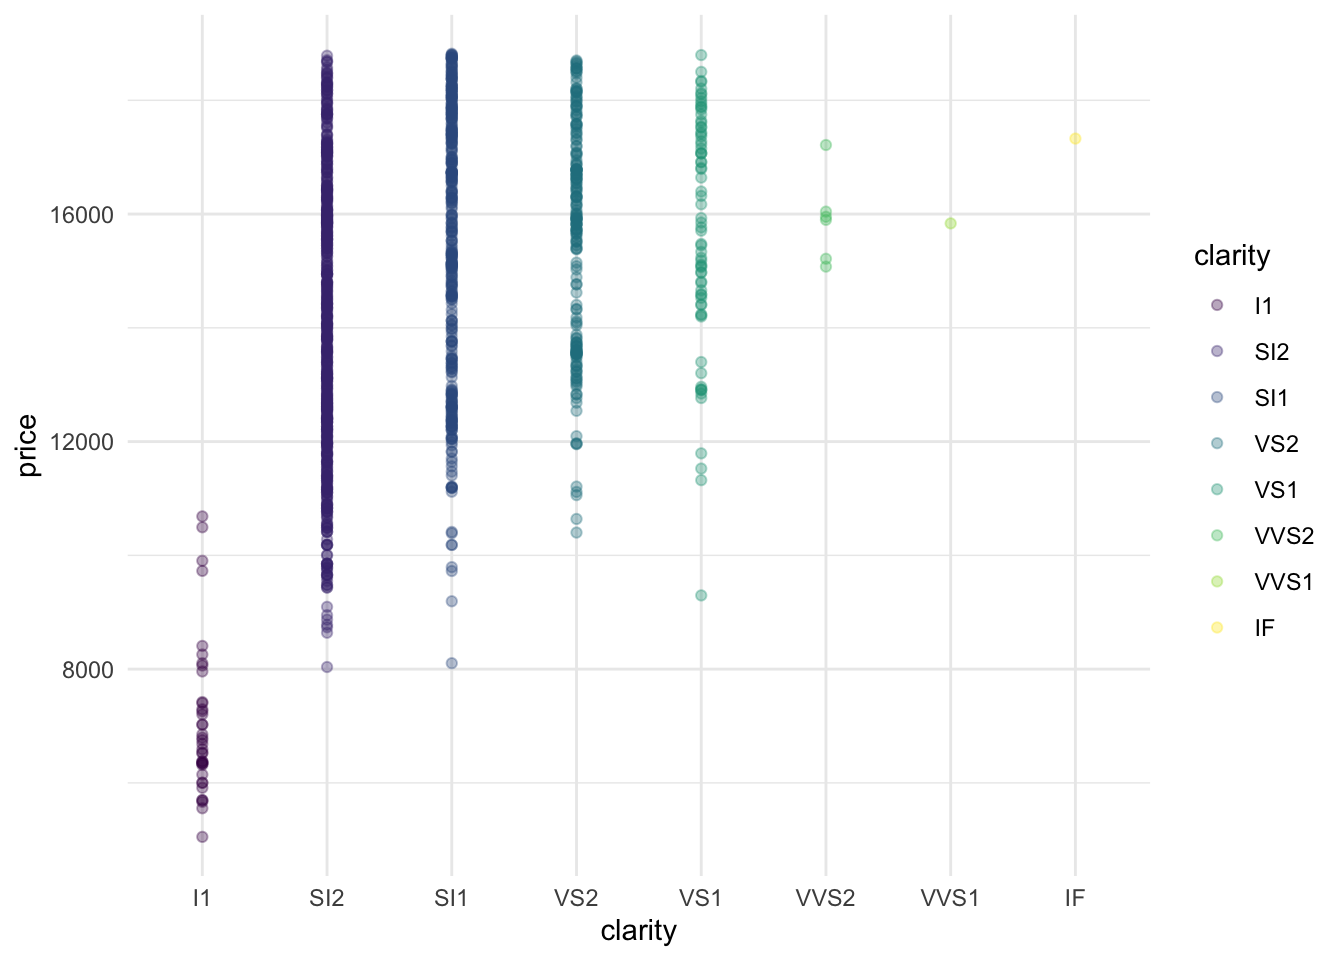 price
16000
12000
8000
I1 SI2 SI1 VS2 VS1 VVS2 VVS1 IF
clarity
clarity
I1
SI2
SI1
VS2
VS1
VVS2
VVS1
IF